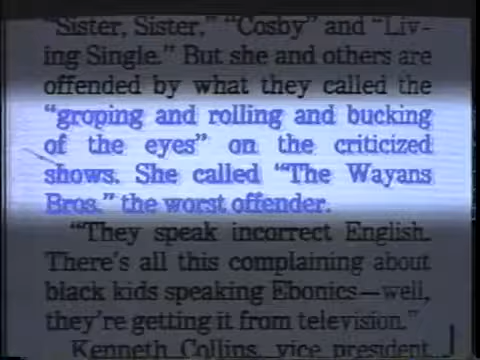 "Sister, Sister," "Cosby" and "Liv-
ing Single." But she and others are
offended by what they called the
"groping and rolling and bucking
of the eyes" on the criticized
shows. She called "The Wayans
Bros." the worst offender.
"They speak incorrect English.
There's all this complaining about
black kids speaking Ebonics—well,
they're getting it from television."
Kenneth Collins, vice president